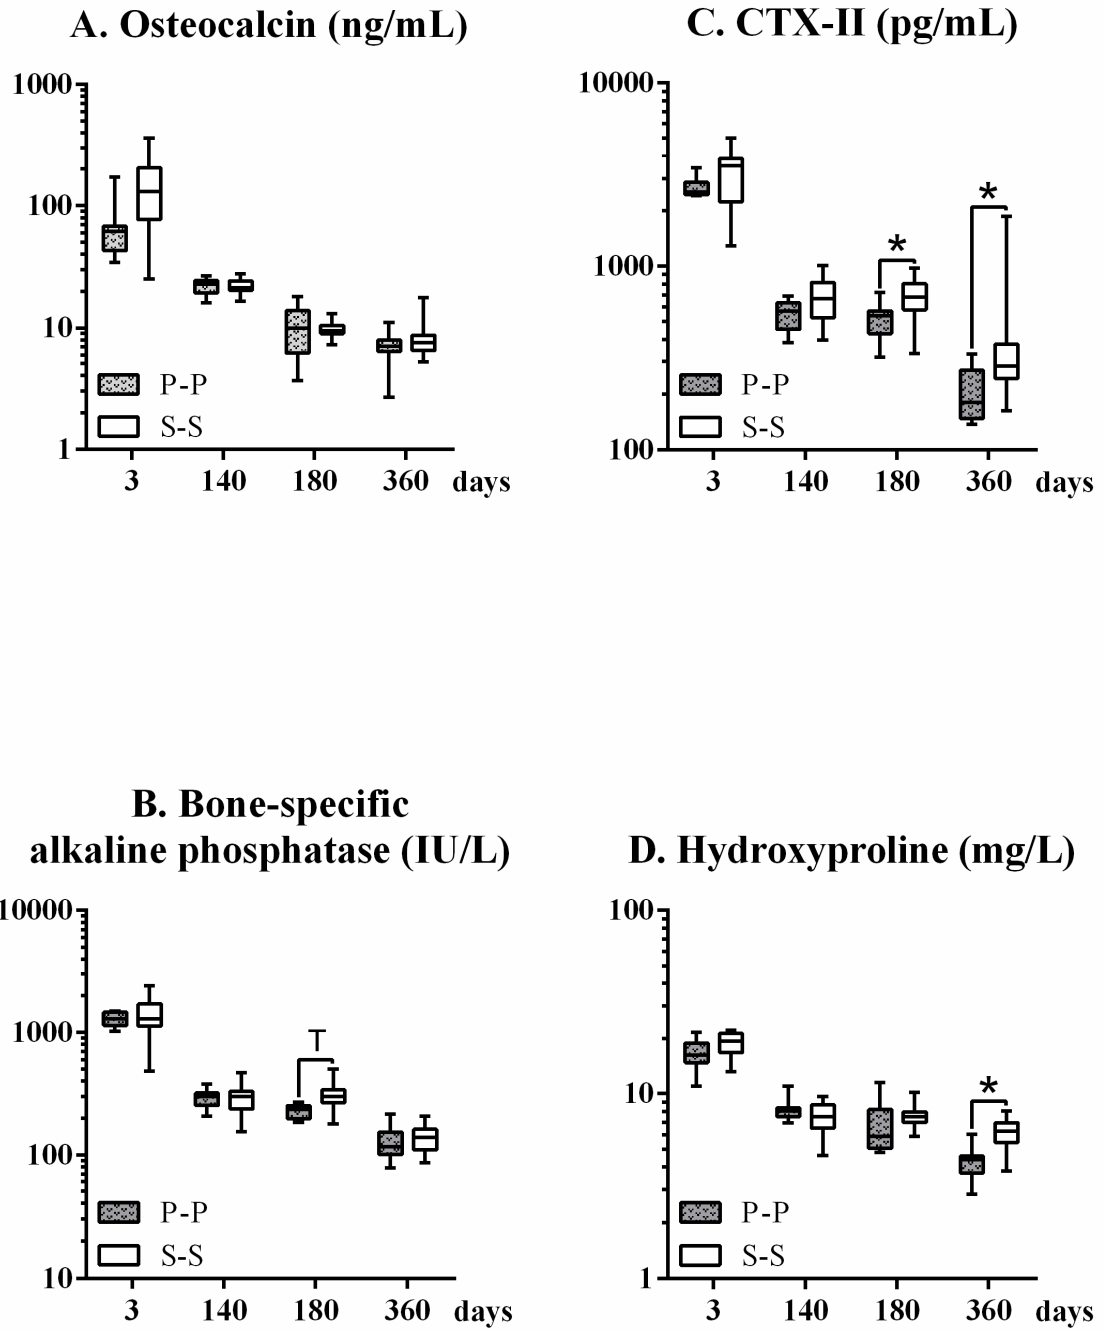 A. Osteocalcin (ng/mL)
1000
100
10
1
P-P
S-S
3 140 180 360 days
C. CTX-II (pg/mL)
10000
1000
100
*
*
P-P
S-S
3 140 180 360 days
B. Bone-specific
alkaline phosphatase (IU/L)
10000
1000
100
10
T
P-P
S-S
3 140 180 360 days
D. Hydroxyproline (mg/L)
100
10
1
*
P-P
S-S
3 140 180 360 days